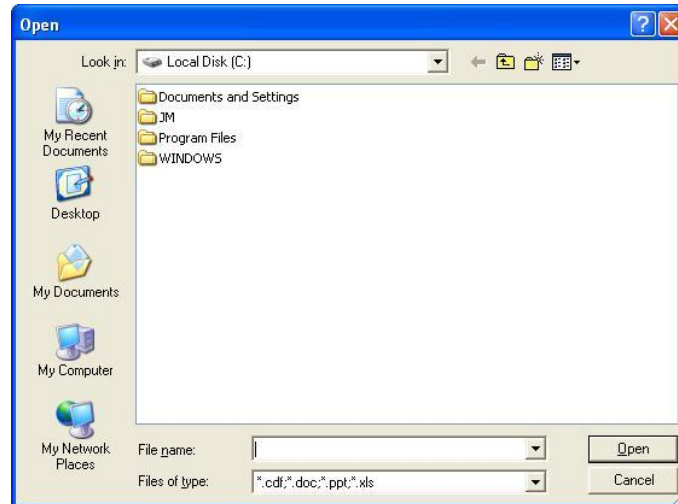 Open
Look in: Local Disk (C:)
My Recent
Documents
Desktop
My Documents
My Computer
My Network
Places
Documents and Settings
JM
Program Files
WINDOWS
File name:
Open
Files of type: *.cdf;*.doc;*.ppt;*.xls
Cancel